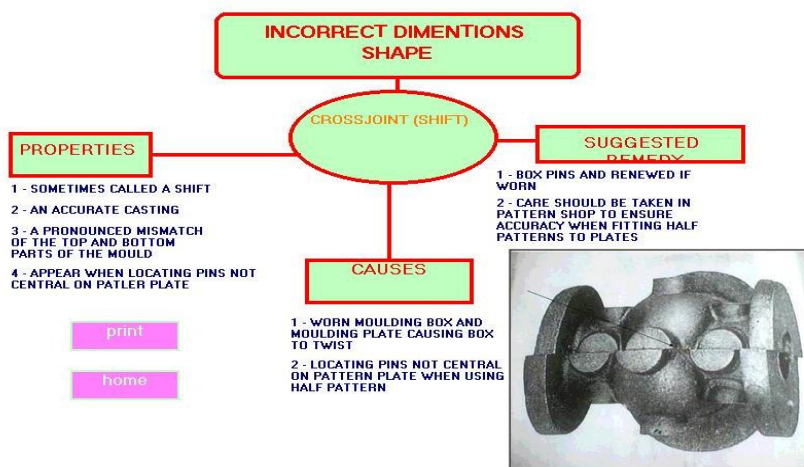 INCORRECT DIMENTIONS
SHAPE
CROSSJOINT (SHIFT)
PROPERTIES
1 - SOMETIMES CALLED A SHIFT
2 - AN ACCURATE CASTING
3 - A PRONOUNCED MISMATCH
OF THE TOP AND BOTTOM
PARTS OF THE MOULD
4 - APPEAR WHEN LOCATING PINS NOT
CENTRAL ON PATLER PLATE
print
home
CAUSES
1 - WORN MOULDING BOX AND
MOULDING PLATE CAUSING BOX
TO TWIST
2 - LOCATING PINS NOT CENTRAL
ON PATTERN PLATE WHEN USING
HALF PATTERN
SUGGESTED
REMEDY
1 - BOX PINS AND RENEWED IF
WORN
2 - CARE SHOULD BE TAKEN IN
PATTERN SHOP TO ENSURE
ACCURACY WHEN FITTING HALF
PATTERNS TO PLATES